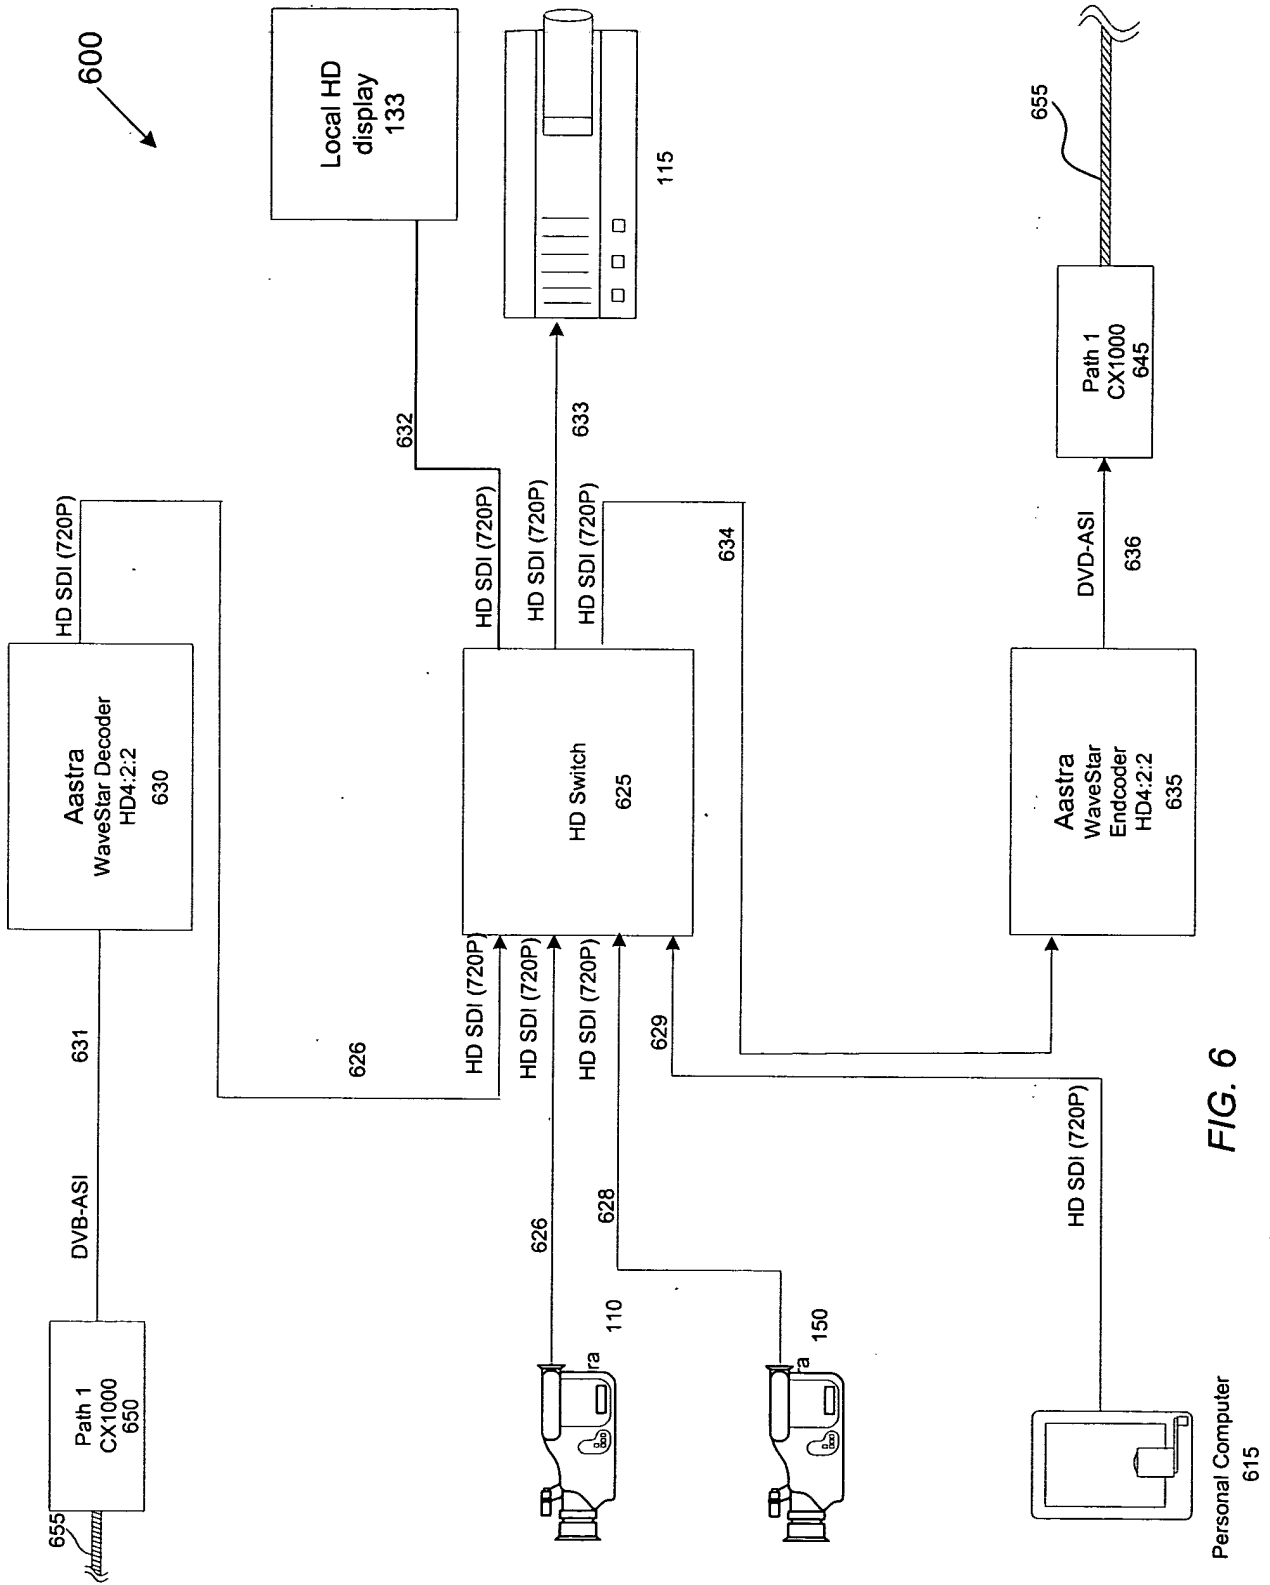 600
655
Path 1
CX1000
650
DVB-ASI
631
Aastra
WaveStar Decoder
HD4:2:2
630
HD SDI (720P)
626
Local HD
display
133
632
HD SDI (720P)
HD SDI (720P)
HD SDI (720P)
HD SDI (720P)
626
628
629
HD Switch
625
HD SDI (720P)
HD SDI (720P)
633
115
634
ra
110
a
150
Personal Computer
615
HD SDI (720P)
Aastra
WaveStar
Endcoder
HD4:2:2
635
DVD-ASI
636
Path 1
CX1000
645
655
FIG. 6